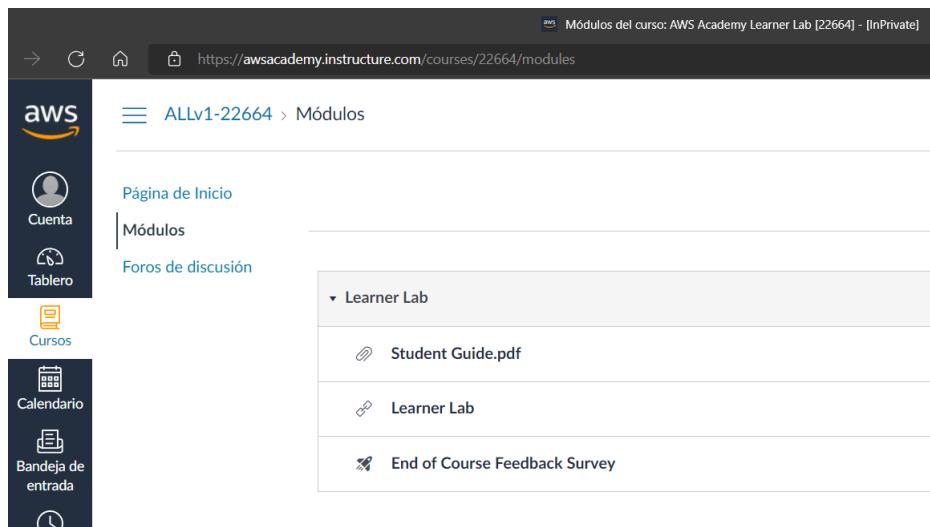 Módulos del curso: AWS Academy Learner Lab [22664] - [InPrivate]
https://awsacademy.instructure.com/courses/22664/modules
aws
ALLv1-22664 > Módulos
Cuenta
Tablero
Cursos
Calendario
Bandeja de
entrada
Página de Inicio
Módulos
Foros de discusión
Learner Lab
Student Guide.pdf
Learner Lab
End of Course Feedback Survey